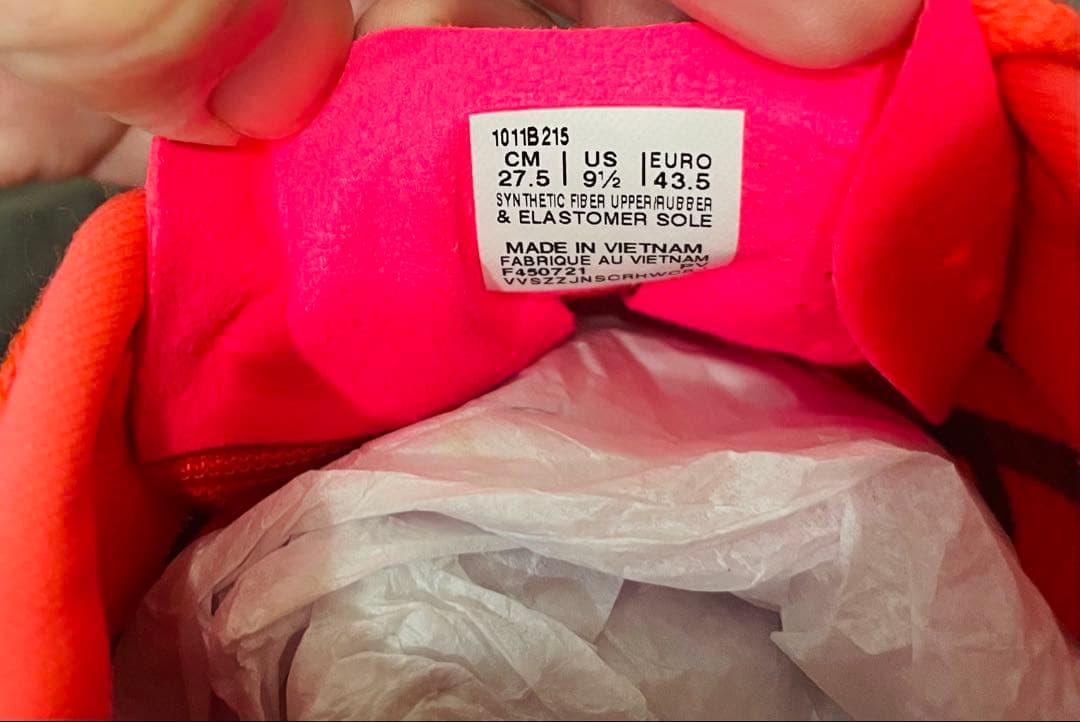 1011B215
CM | US | EURO
27.5 | 9½ | 43.5
SYNTHETIC FIBER UPPER/RUBBER
& ELASTOMER SOLE
MADE IN VIETNAM
FABRIQUE AU VIETNAM
F450721 PY